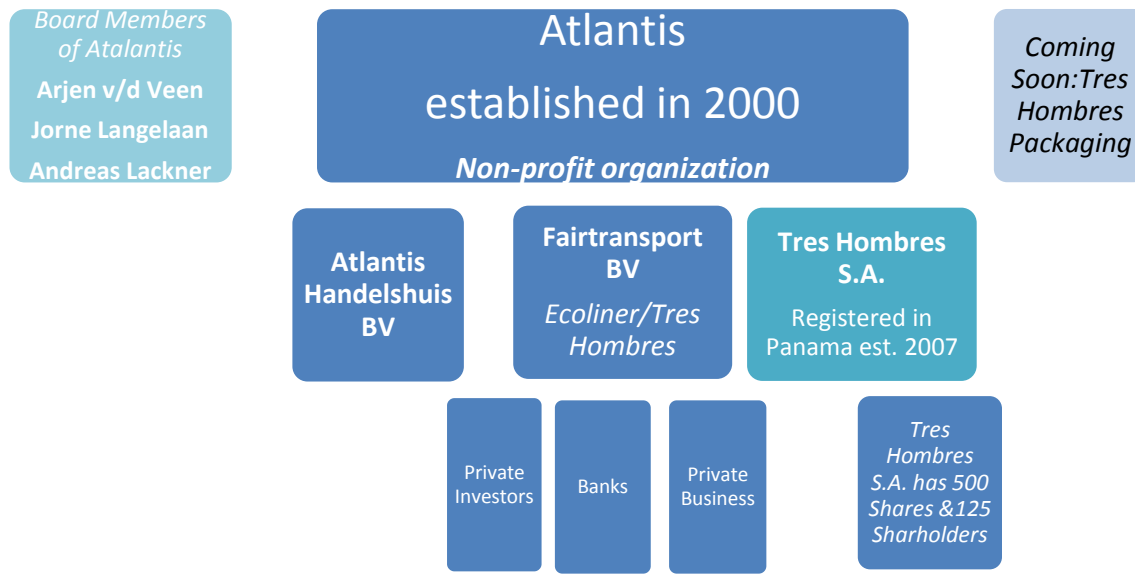 Board Members
of Atalantis
Arjen v/d Veen
Jorne Langelaan
Andreas Lackner
Atlantis
established in 2000
Non-profit organization
Coming
Soon:Tres
Hombres
Packaging
Atlantis
Handelshuis
BV
Fairtransport
BV
Ecoliner/Tres
Hombres
Tres Hombres
S.A.
Registered in
Panama est. 2007
Private
Investors
Banks
Private
Business
Tres
Hombres
S.A. has 500
Shares &125
Sharholders